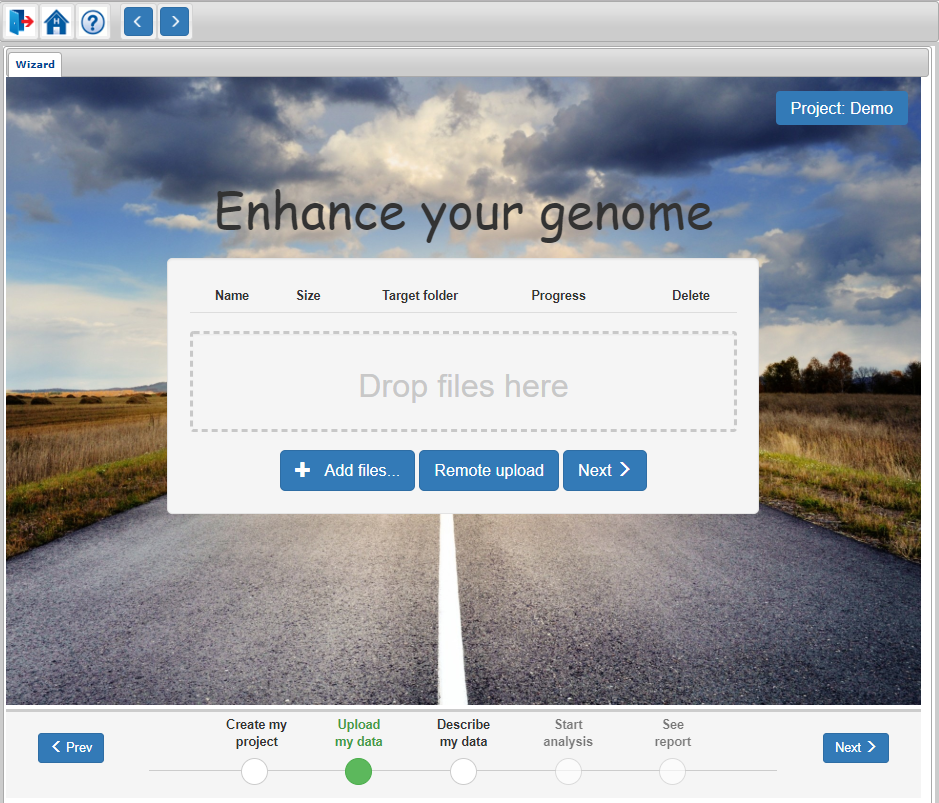 Wizard
Project: Demo
Enhance your genome
Name Size Target folder Progress Delete
Drop files here
Add files... Remote upload Next
Create my project
Upload my data
Describe my data
Start analysis
See report
Prev
Next